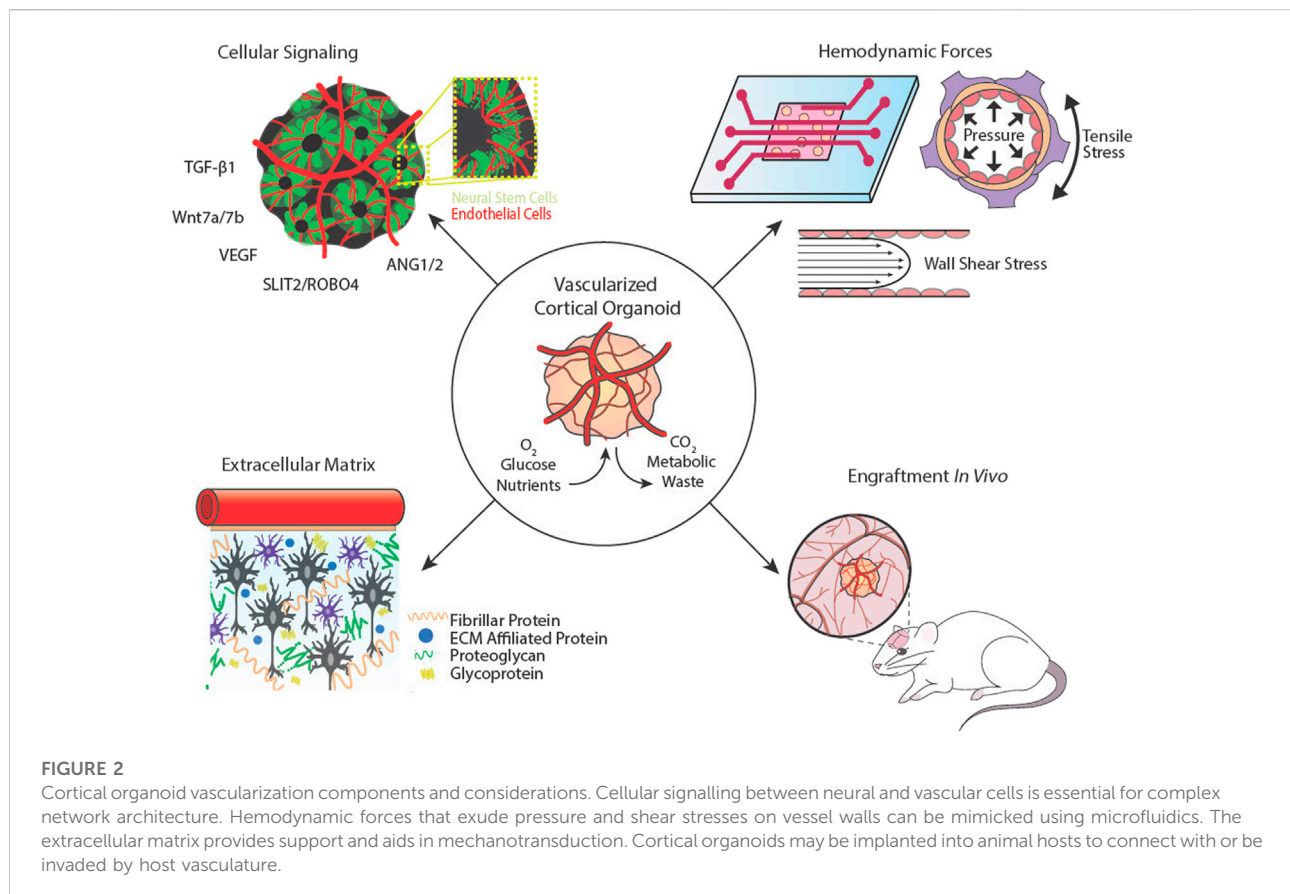 Cellular Signaling
TGF-β1
Wnt7a/7b
VEGF
SLIT2/ROBO4
ANG1/2
Neural Stem Cells
Endothelial Cells
Hemodynamic Forces
Pressure
Tensile
Stress
Wall Shear Stress
Vascularized
Cortical Organoid
O₂
Glucose
Nutrients
CO₂
Metabolic
Waste
Extracellular Matrix
Fibrillar Protein
ECM Affiliated Protein
Proteoglycan
Glycoprotein
Engraftment In Vivo
FIGURE 2
Cortical organoid vascularization components and considerations. Cellular signalling between neural and vascular cells is essential for complex
network architecture. Hemodynamic forces that exude pressure and shear stresses on vessel walls can be mimicked using microfluidics. The
extracellular matrix provides support and aids in mechanotransduction. Cortical organoids may be implanted into animal hosts to connect with or be
invaded by host vasculature.